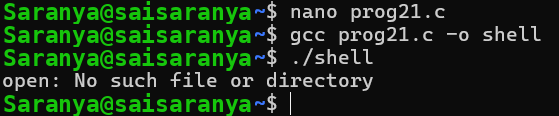 Saranya@saisaranya~$ nano prog21.c
Saranya@saisaranya~$ gcc prog21.c -o shell
Saranya@saisaranya~$ ./shell
open: No such file or directory
Saranya@saisaranya~$